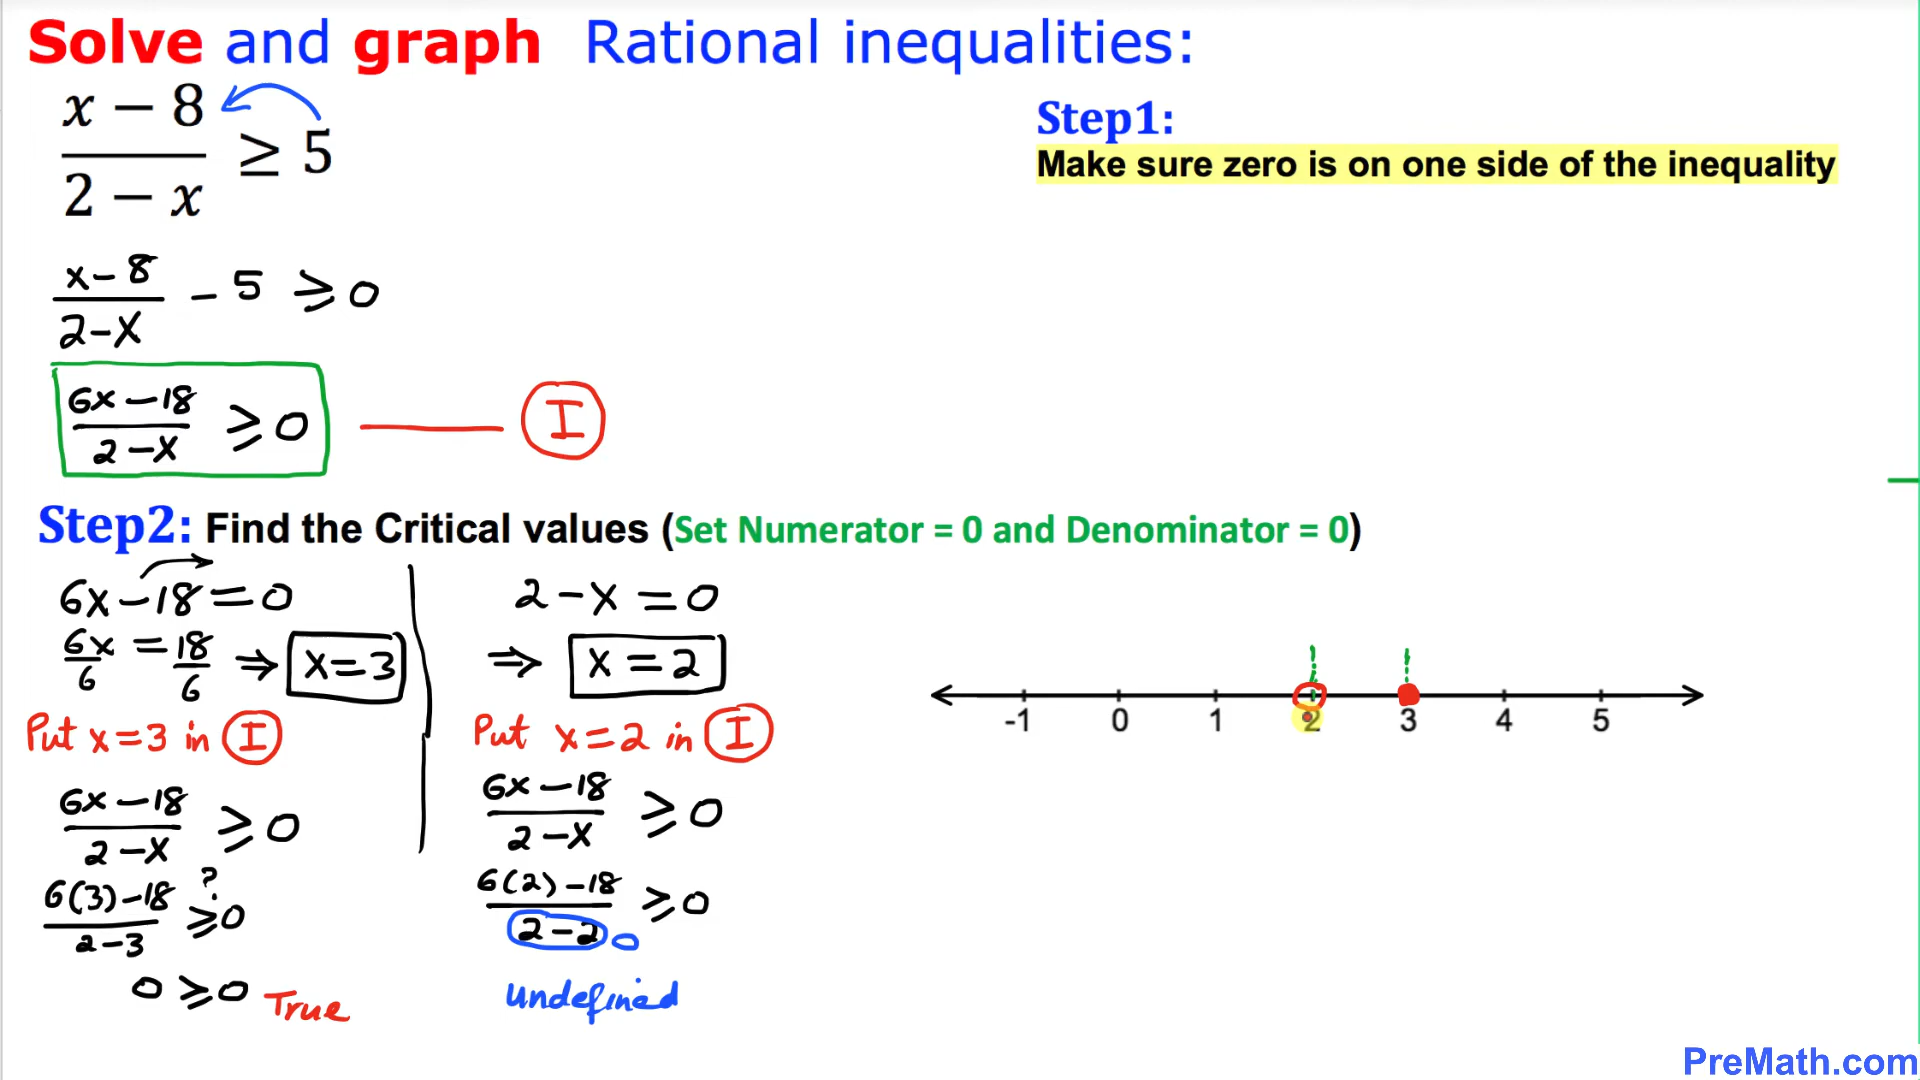 Solve and graph Rational inequalities:
x − 8
2 − x
≥ 5
Step1:
Make sure zero is on one side of the inequality
x − 8
2 − x
− 5 ≥ 0
6x − 18
2 − x
≥ 0
I
Step2: Find the Critical values (Set Numerator = 0 and Denominator = 0)
6x − 18 = 0
6x = 18
6 6
⇒ x = 3
Put x = 3 in I
6x − 18
2 − x
≥ 0
?
6(3) − 18
2 − 3
≥ 0
0 ≥ 0 True
2 − x = 0
⇒ x = 2
Put x = 2 in I
6x − 18
2 − x
≥ 0
6(2) − 18
2 − 2
≥ 0
0
undefined
-1 0 1 2 3 4 5
PreMath.com